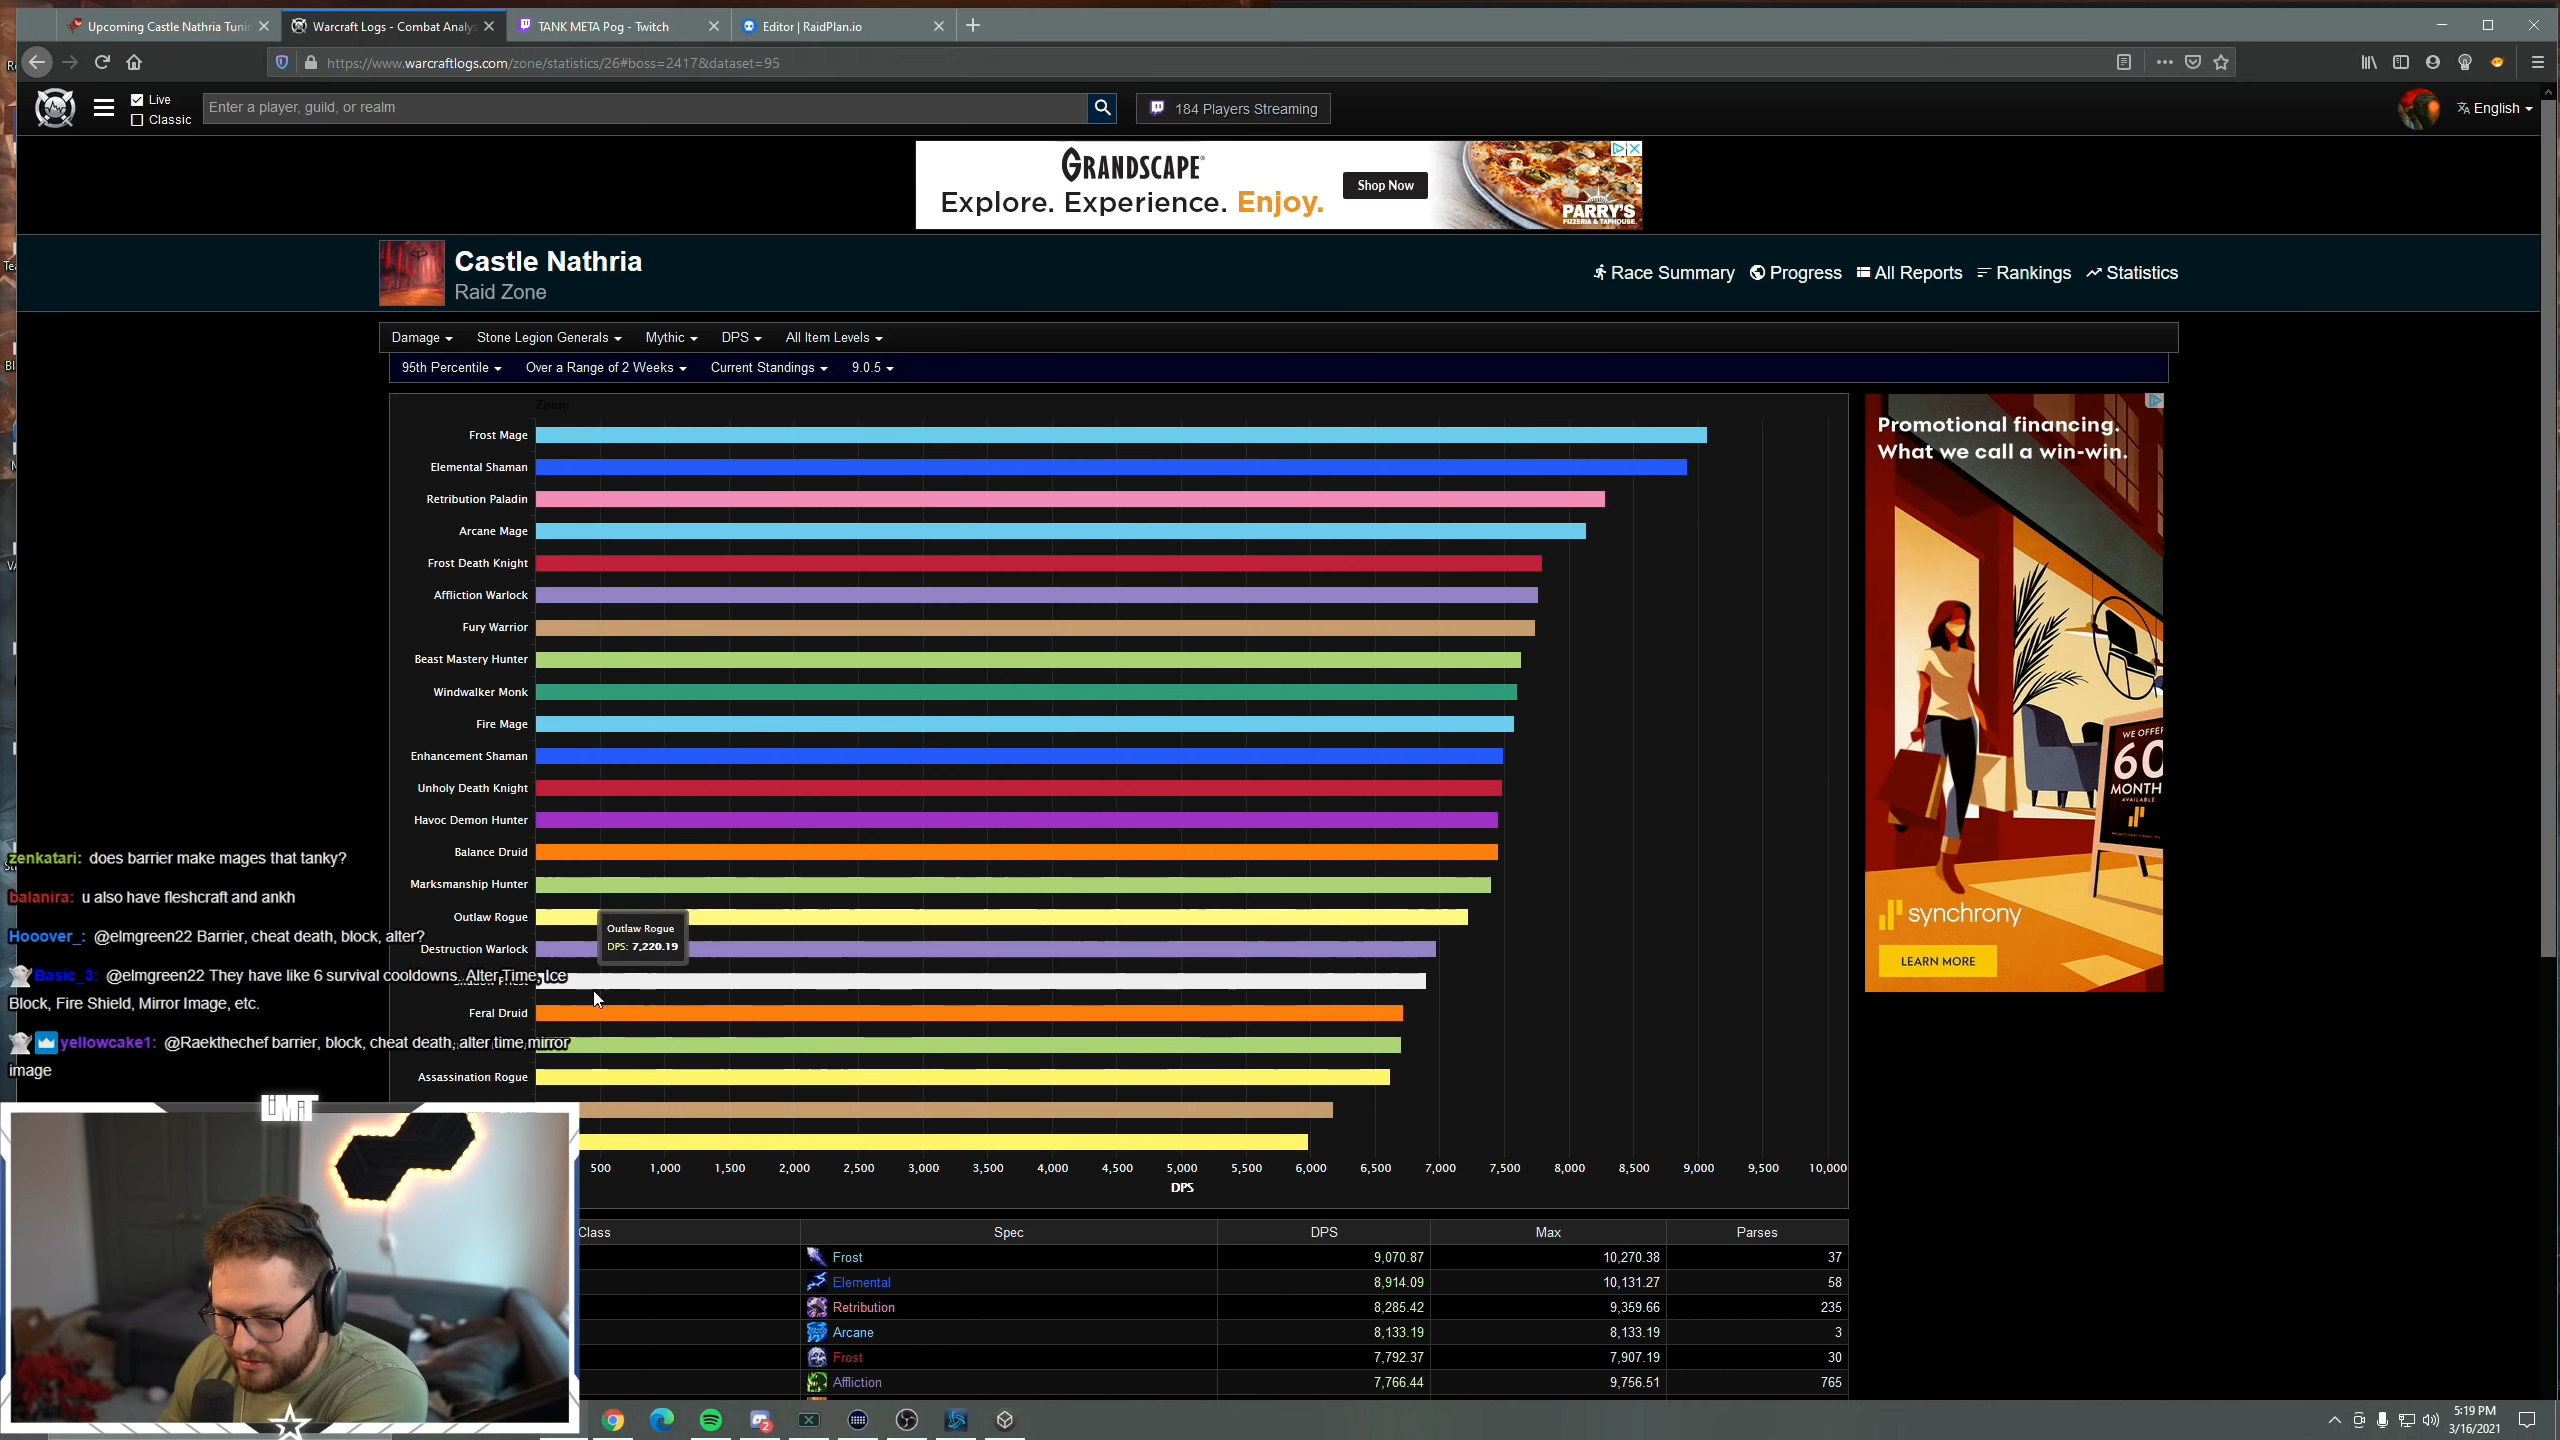 Upcoming Castle Nathria Tuni
Warcraft Logs - Combat Analys
TANK META Pog - Twitch
Editor | RaidPlan.io
https://www.warcraftlogs.com/zone/statistics/26#boss=2417&dataset=95
Live
Classic
Enter a player, guild, or realm
184 Players Streaming
English
GRANDSCAPE
Explore. Experience. Enjoy.
Shop Now
PARRY'S
PIZZERIA & TAPHOUSE
Castle Nathria
Raid Zone
Race Summary Progress All Reports Rankings Statistics
Damage Stone Legion Generals Mythic DPS All Item Levels
95th Percentile Over a Range of 2 Weeks Current Standings 9.0.5
Zoom
Frost Mage
Elemental Shaman
Retribution Paladin
Arcane Mage
Frost Death Knight
Affliction Warlock
Fury Warrior
Beast Mastery Hunter
Windwalker Monk
Fire Mage
Enhancement Shaman
Unholy Death Knight
Havoc Demon Hunter
Balance Druid
Marksmanship Hunter
Outlaw Rogue
Destruction Warlock
Feral Druid
Assassination Rogue
Outlaw Rogue
DPS: 7,220.19
500 1,000 1,500 2,000 2,500 3,000 3,500 4,000 4,500 5,000 5,500 6,000 6,500 7,000 7,500 8,000 8,500 9,000 9,500 10,000
DPS
zenkatari: does barrier make mages that tanky?
balanira: u also have fleshcraft and ankh
Hooover_: @elmgreen22 Barrier, cheat death, block, alter?
Basic_3: @elmgreen22 They have like 6 survival cooldowns. Alter Time, Ice
Block, Fire Shield, Mirror Image, etc.
yellowcake1: @Raekthechef barrier, block, cheat death, alter time mirror
image
LIMIT
Class Spec DPS Max Parses
Frost 9,070.87 10,270.38 37
Elemental 8,914.09 10,131.27 58
Retribution 8,285.42 9,359.66 235
Arcane 8,133.19 8,133.19 3
Frost 7,792.37 7,907.19 30
Affliction 7,766.44 9,756.51 765
Promotional financing.
What we call a win-win.
WE OFFER
60
MONTH
AVAILABLE
synchrony
LEARN MORE
2
5:19 PM
3/16/2021